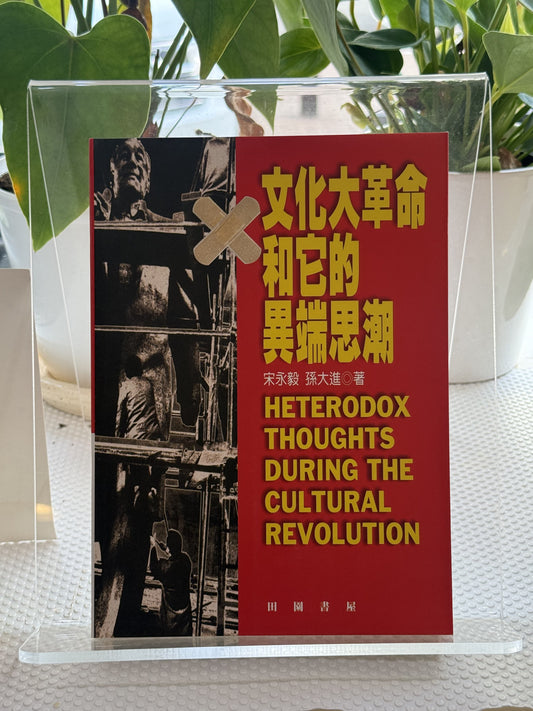 文化大革命
和它的
異端思潮
宋永毅 孫大進◎著
HETERODOX
THOUGHTS
DURING THE
CULTURAL
REVOLUTION
田園書屋